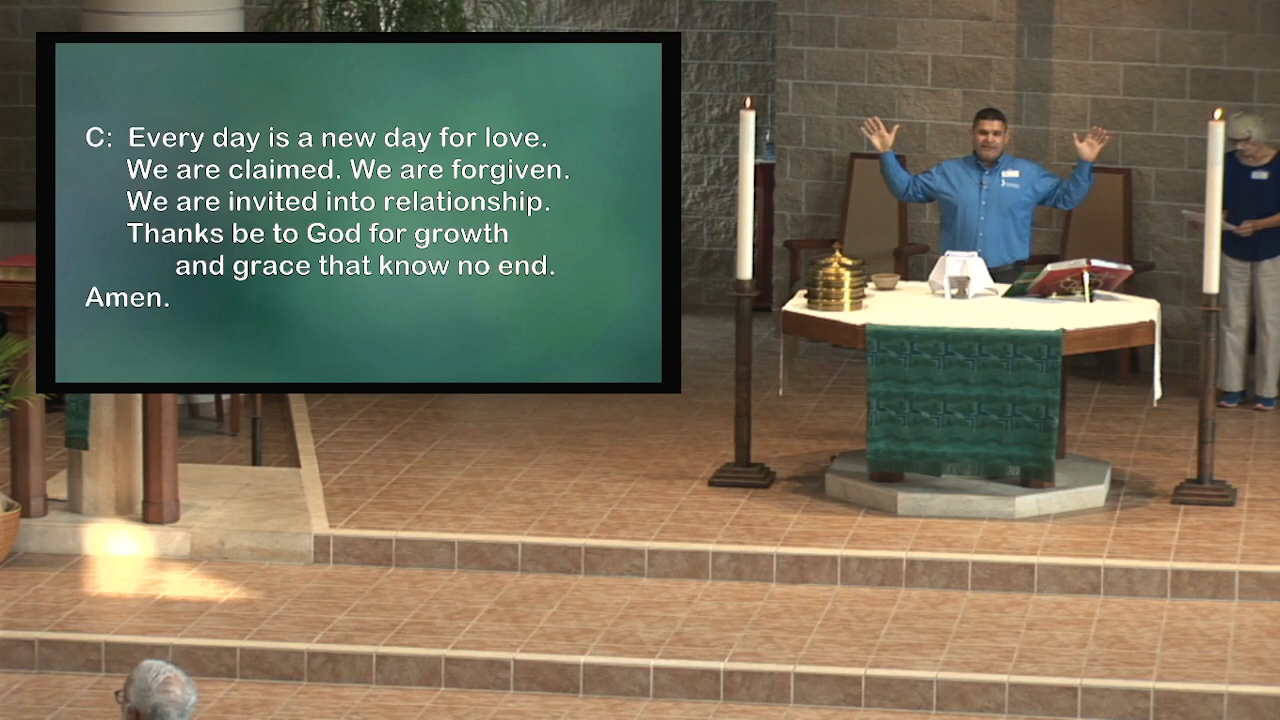 C: Every day is a new day for love.
We are claimed. We are forgiven.
We are invited into relationship.
Thanks be to God for growth
and grace that know no end.
Amen.